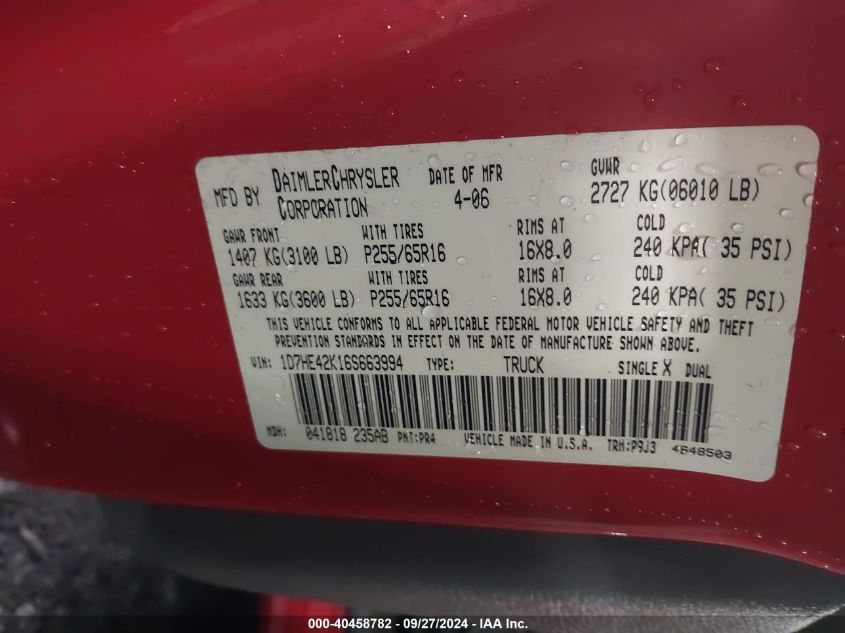 MFD BY DAIMLERCHRYSLER CORPORATION DATE OF MFR 4-06 GVWR 2727 KG(06010 LB)
GAWR FRONT WITH TIRES RIMS AT COLD
1407 KG(3100 LB) P255/65R16 16X8.0 240 KPA( 35 PSI)
GAWR REAR WITH TIRES RIMS AT COLD
1633 KG(3600 LB) P255/65R16 16X8.0 240 KPA( 35 PSI)
THIS VEHICLE CONFORMS TO ALL APPLICABLE FEDERAL MOTOR VEHICLE SAFETY AND THEFT
PREVENTION STANDARDS IN EFFECT ON THE DATE OF MANUFACTURE SHOWN ABOVE.
VIN: 1D7HE42K16S663994 TYPE: TRUCK SINGLE X DUAL
MDH: 041818 235AB PNT:PR4 VEHICLE MADE IN U.S.A. TRM:P9J3 4648503
000-40458782 - 09/27/2024 - IAA Inc.